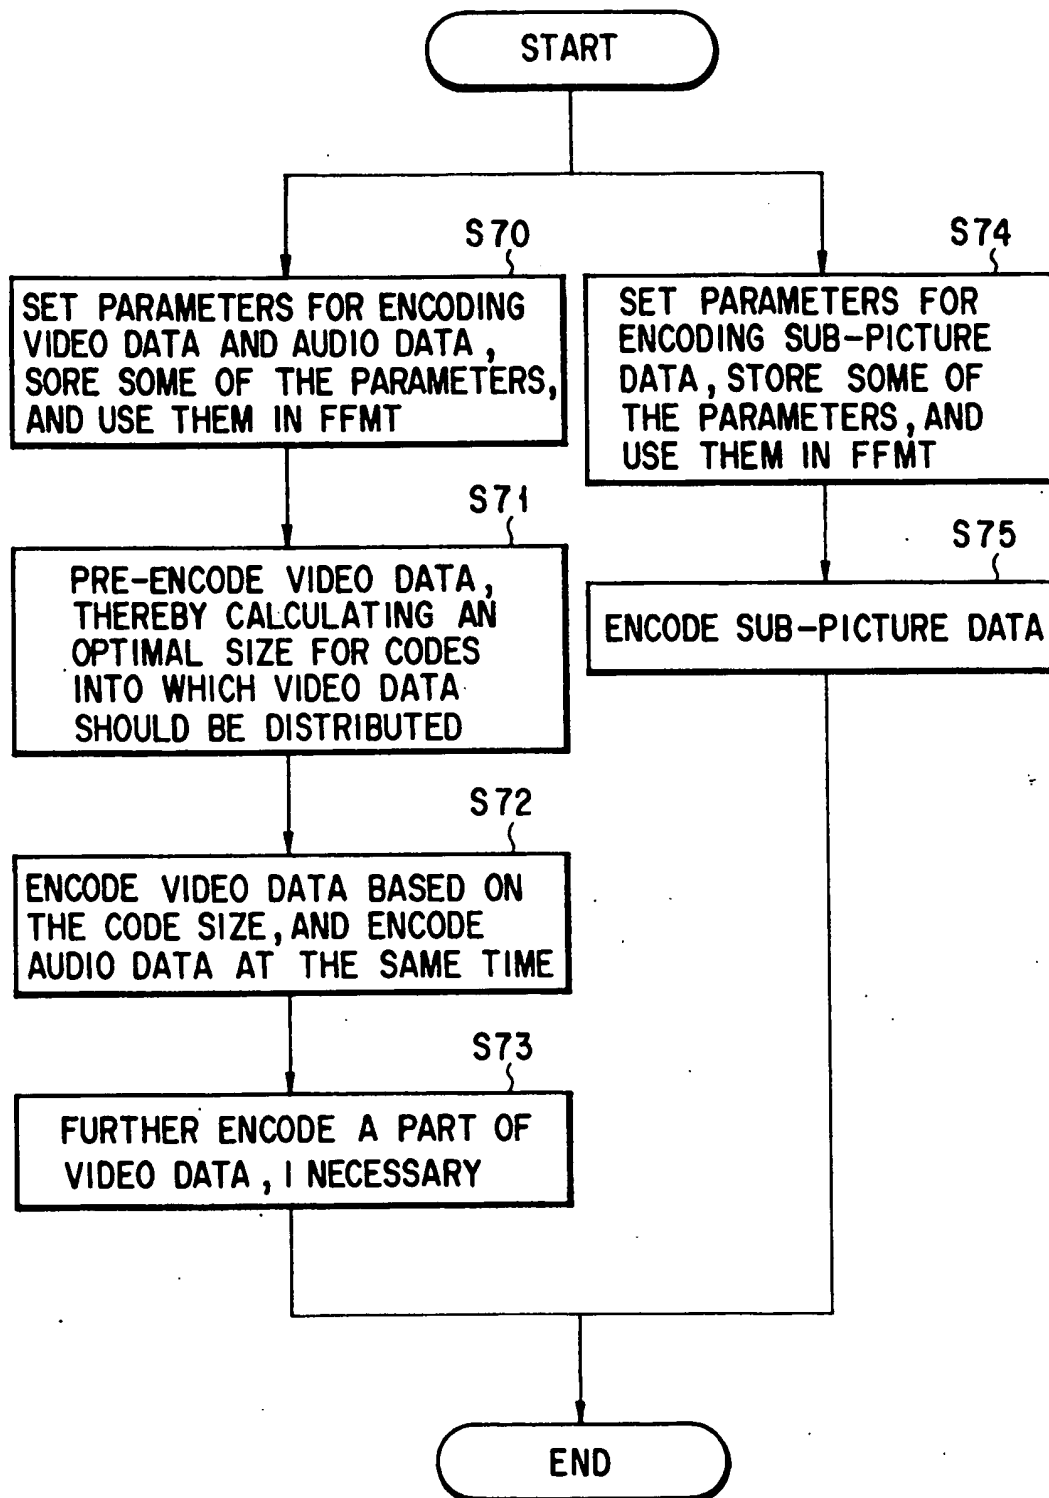 START
S70
SET PARAMETERS FOR ENCODING
VIDEO DATA AND AUDIO DATA,
SORE SOME OF THE PARAMETERS,
AND USE THEM IN FFMT
S71
PRE-ENCODE VIDEO DATA,
THEREBY CALCULATING AN
OPTIMAL SIZE FOR CODES
INTO WHICH VIDEO DATA
SHOULD BE DISTRIBUTED
S72
ENCODE VIDEO DATA BASED ON
THE CODE SIZE, AND ENCODE
AUDIO DATA AT THE SAME TIME
S73
FURTHER ENCODE A PART OF
VIDEO DATA, I NECESSARY
S74
SET PARAMETERS FOR
ENCODING SUB-PICTURE
DATA, STORE SOME OF
THE PARAMETERS, AND
USE THEM IN FFMT
S75
ENCODE SUB-PICTURE DATA
END